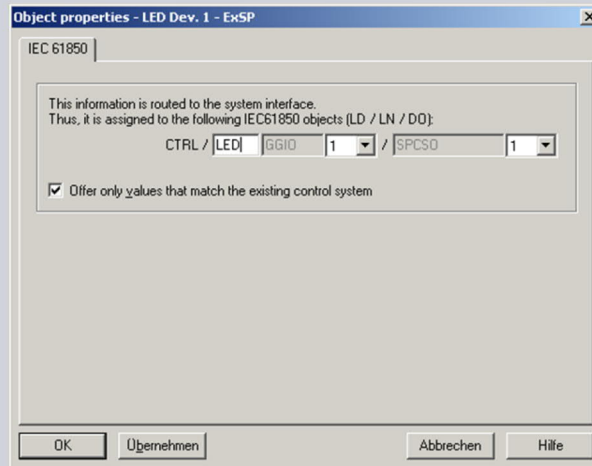 Object properties - LED Dev. 1 - ExSP
IEC 61850
This information is routed to the system interface.
Thus, it is assigned to the following IEC61850 objects (LD / LN / DO):
CTRL / LED GGIO 1 / SPCSO 1
Offer only values that match the existing control system
OK Übernehmen Abbrechen Hilfe